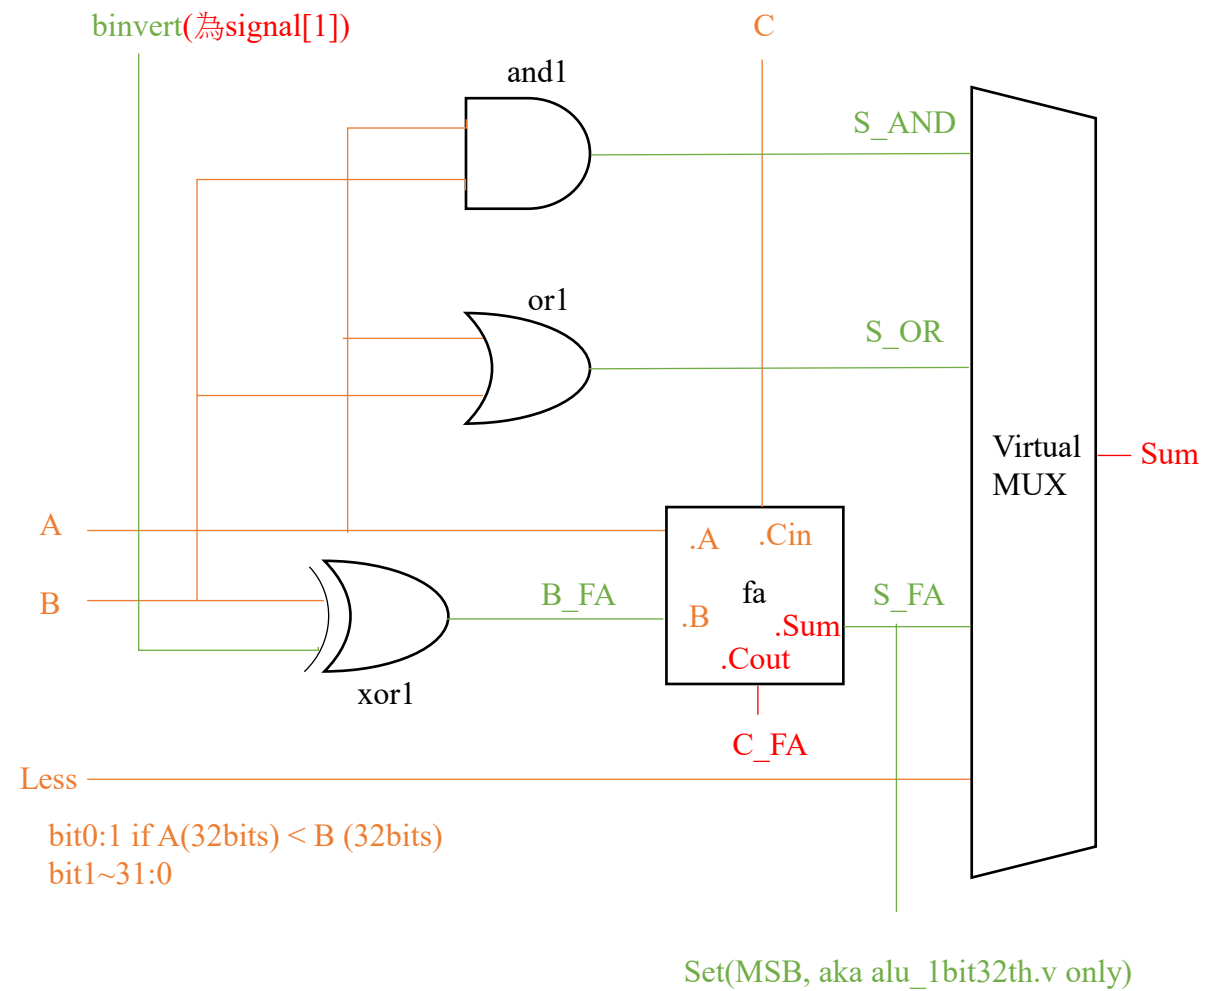 binvert(為signal[1])
C
and1
S_AND
or1
S_OR
Virtual
MUX
Sum
A
.A
.Cin
B
B_FA
fa
S_FA
.B
.Sum
.Cout
xor1
C_FA
Less
bit0:1 if A(32bits) < B (32bits)
bit1~31:0
Set(MSB, aka alu_1bit32th.v only)